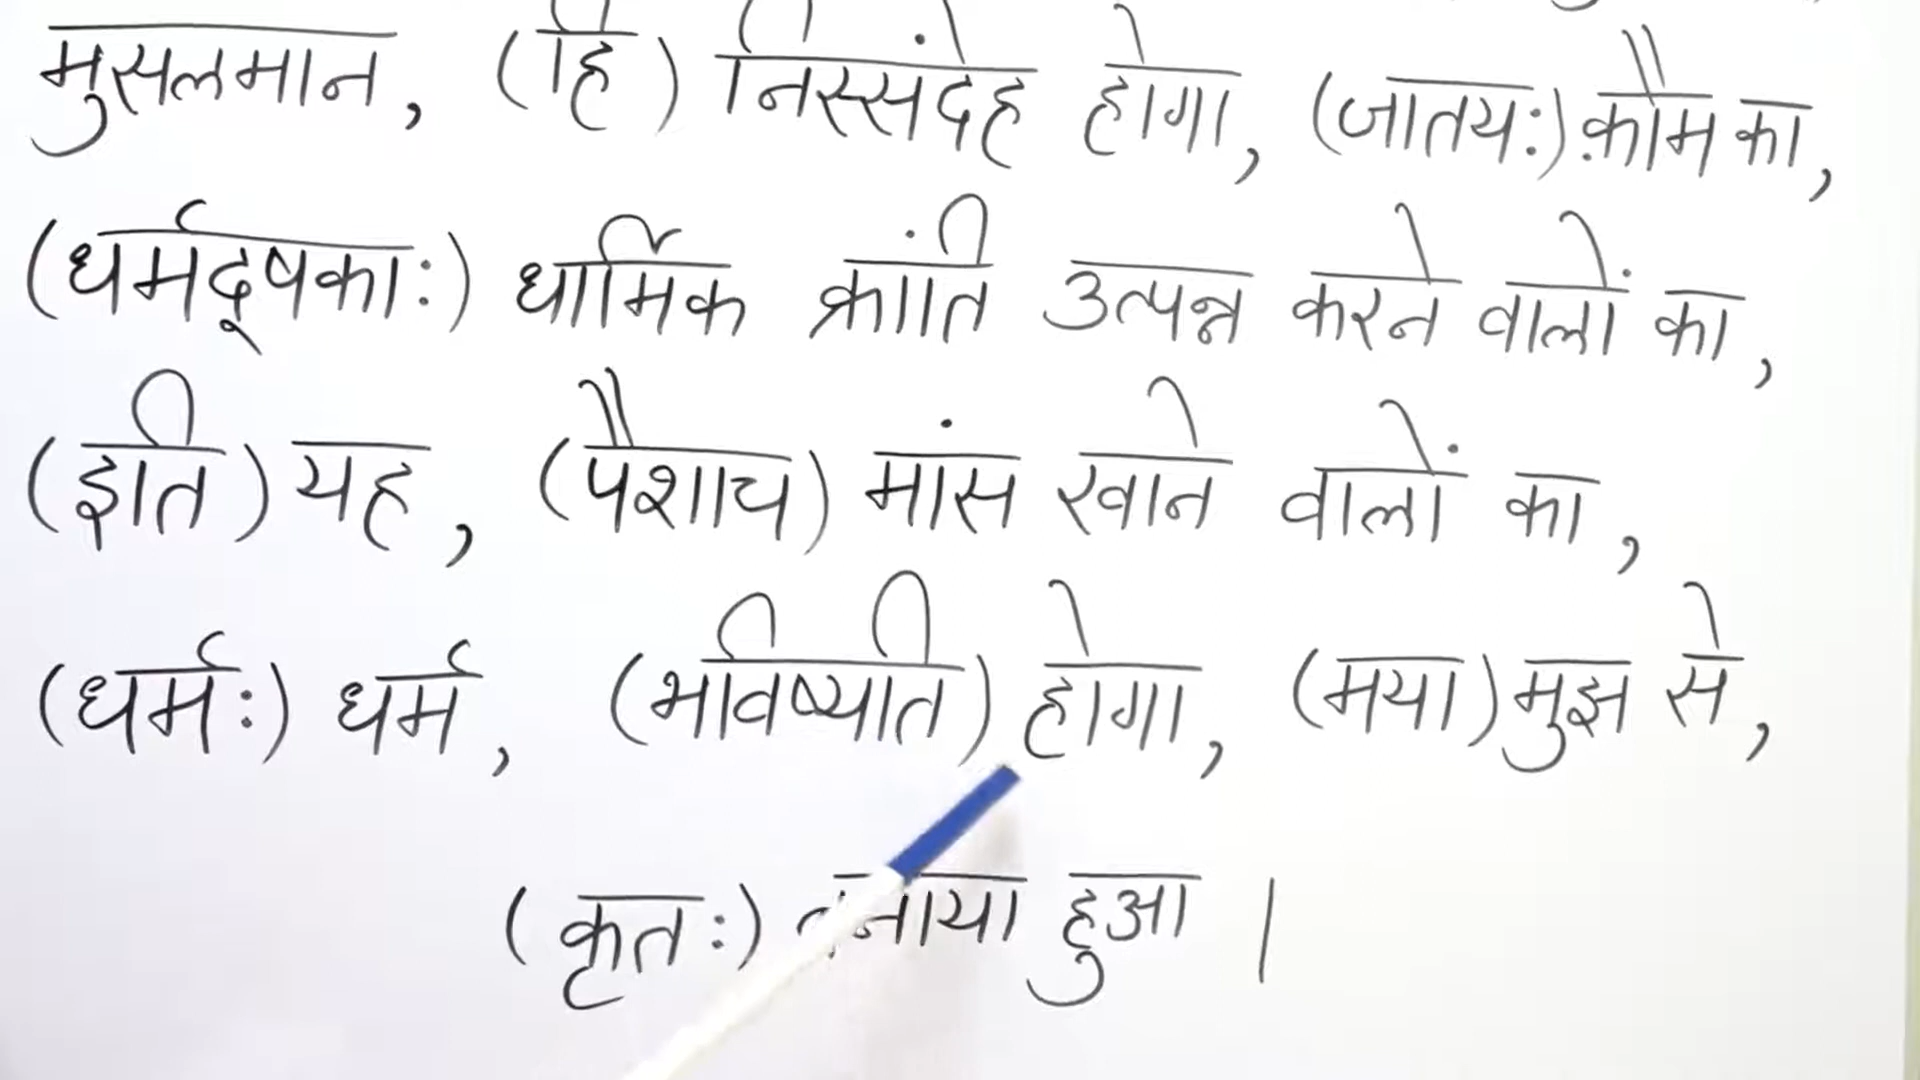 मुसलमान, (हि) निस्संदेह होगा, (जातयः) क़ौम का,
(धर्मदूषकाः) धार्मिक क्रांति उत्पन्न करने वालों का,
(इति) यह, (पैशाच) मांस खाने वालों का,
(धर्मः) धर्म, (भविष्यति) होगा, (मया) मुझ से,
(कृतः) हुआ ।